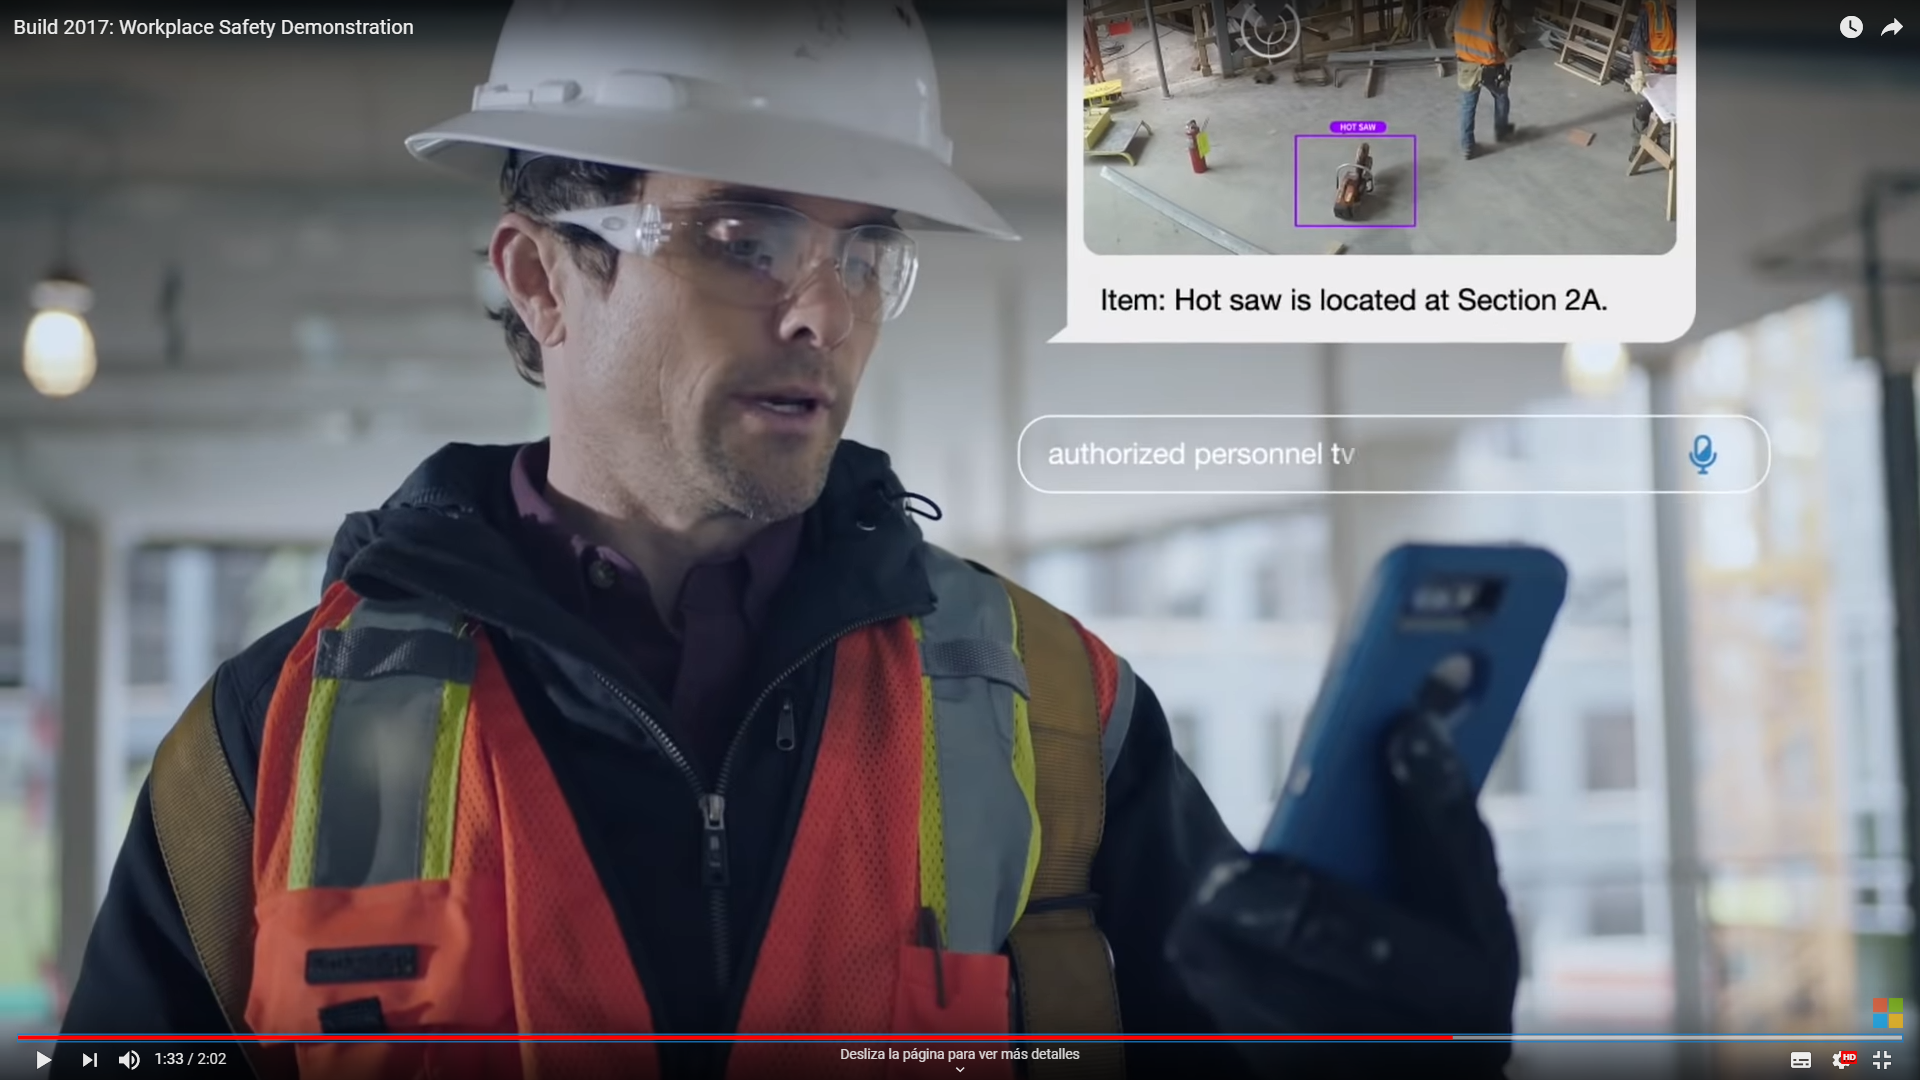 Build 2017: Workplace Safety Demonstration
HOT SAW
Item: Hot saw is located at Section 2A.
authorized personnel tv
1:33 / 2:02
Desliza la página para ver más detalles
HD